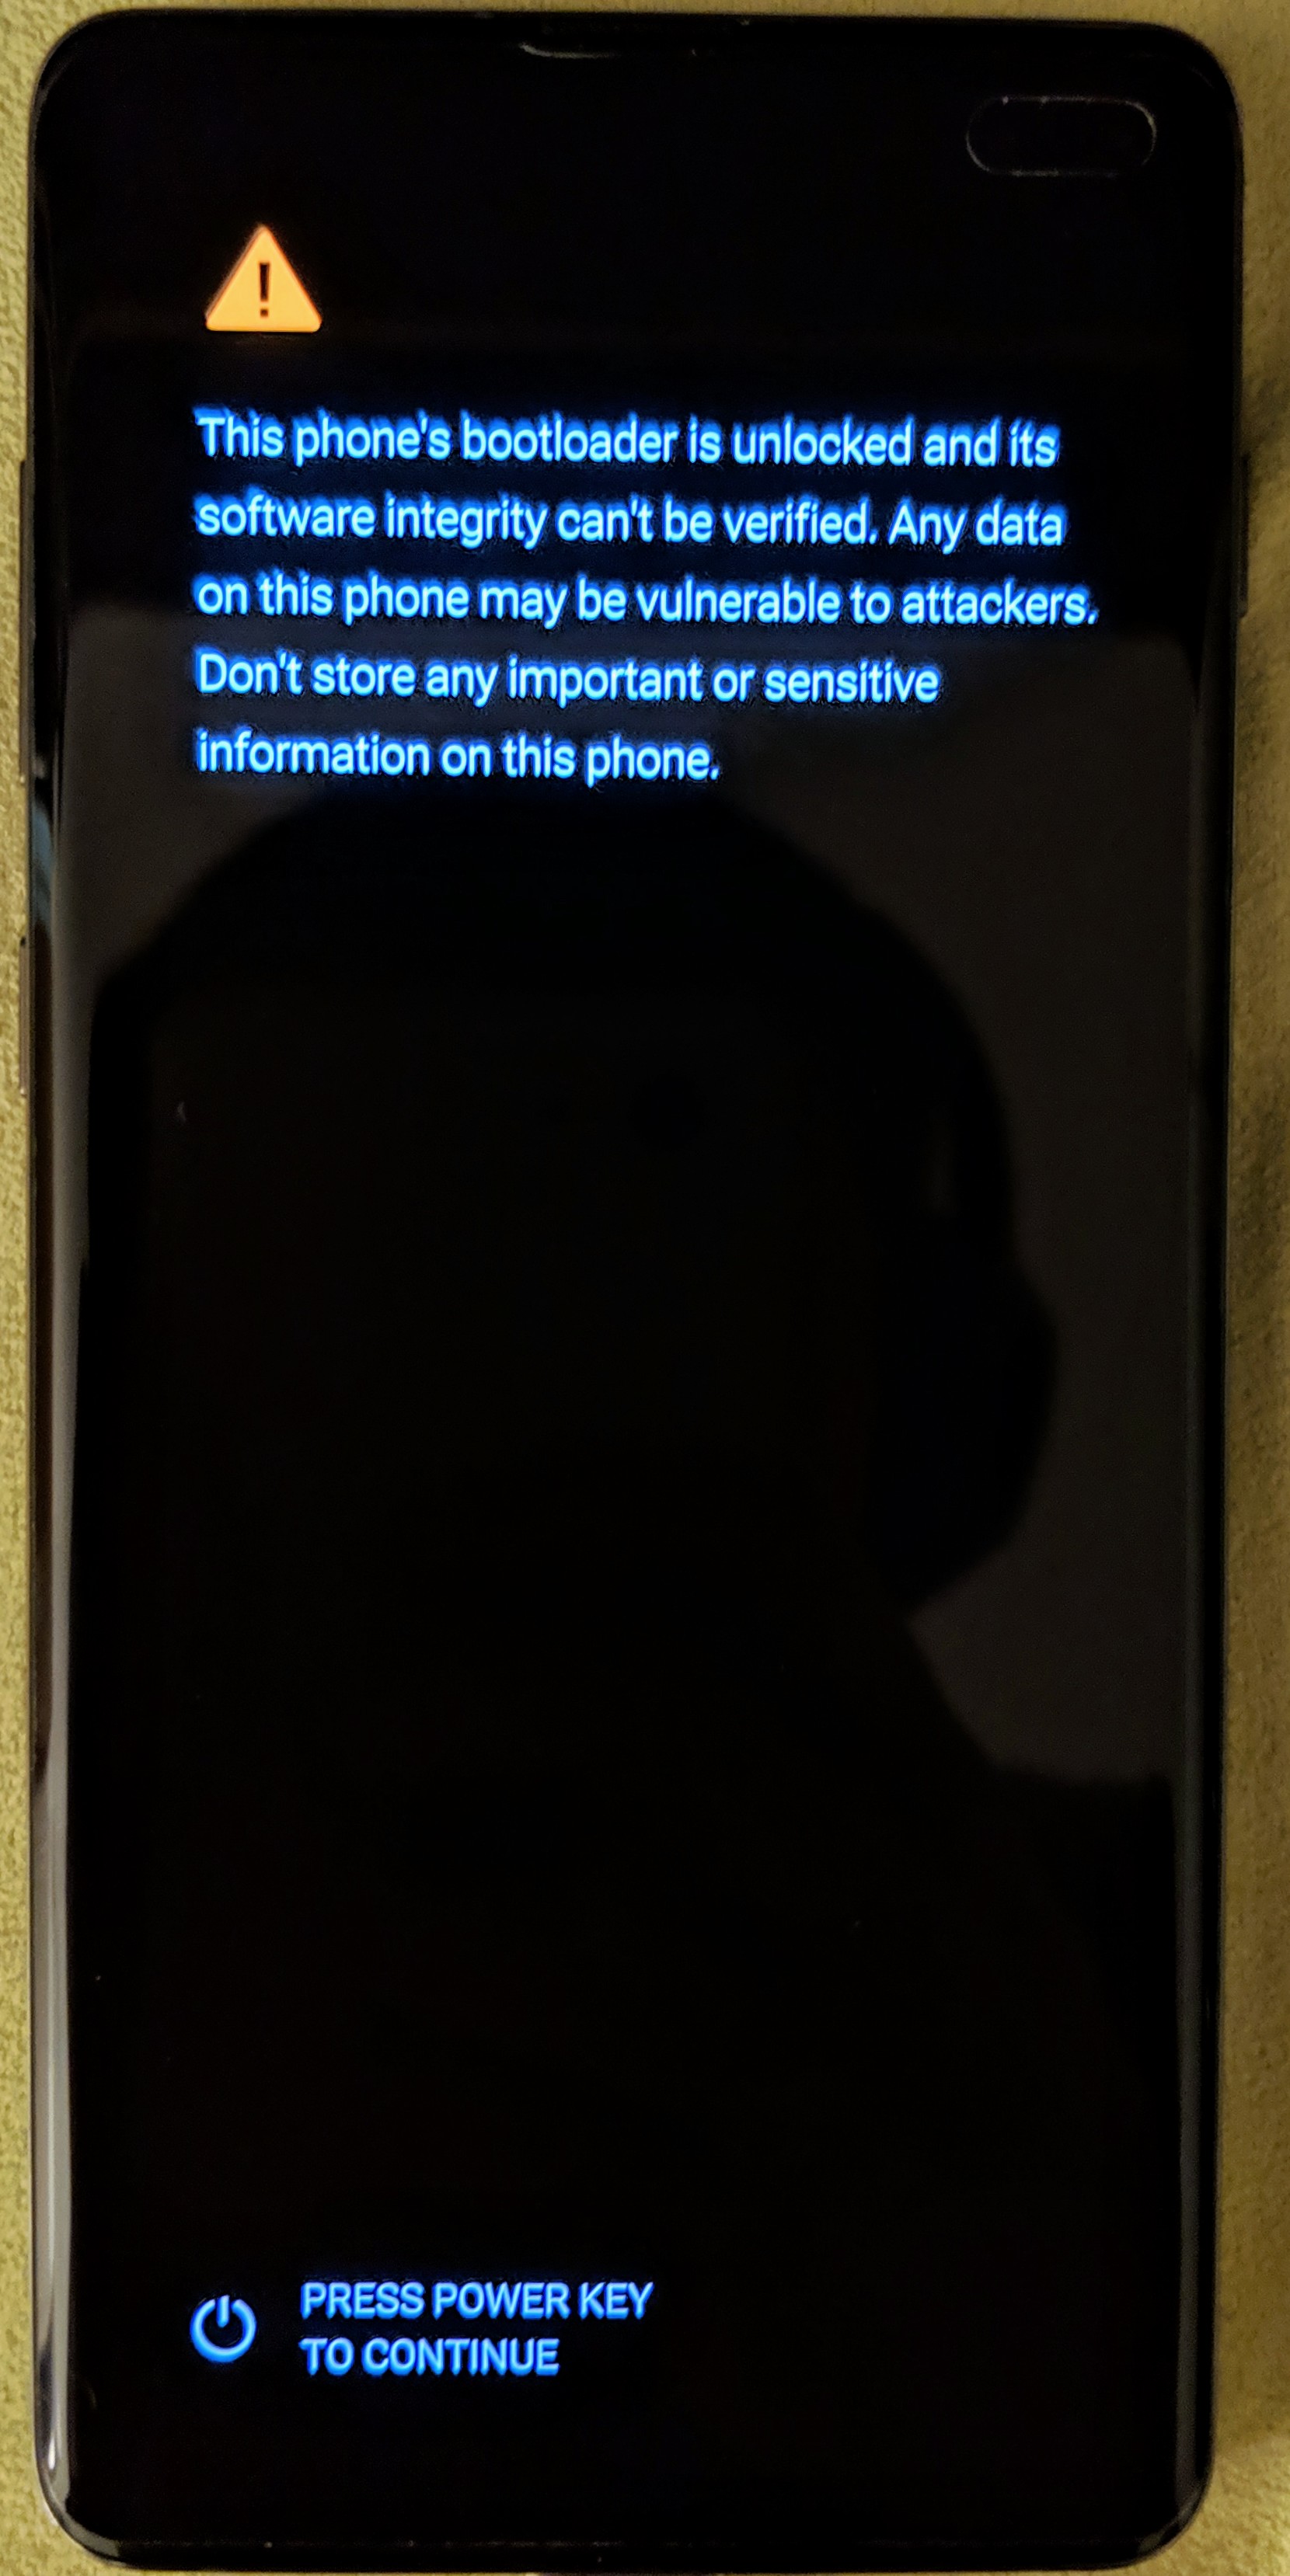 This phone's bootloader is unlocked and its
software integrity can't be verified. Any data
on this phone may be vulnerable to attackers.
Don't store any important or sensitive
information on this phone.
PRESS POWER KEY
TO CONTINUE